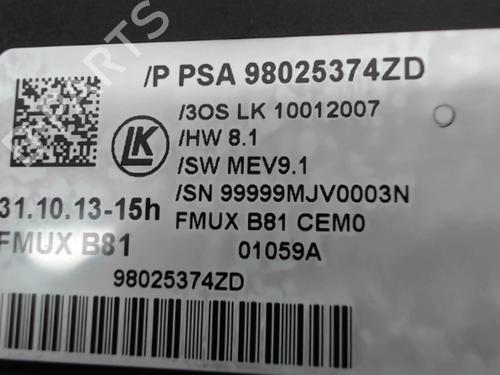 /P PSA 98025374ZD
/3OS LK 10012007
/HW 8.1
/SW MEV9.1
/SN 99999MJV0003N
FMUX B81 CEM0
01059A
LK
31.10.13-15h
FMUX B81
98025374ZD